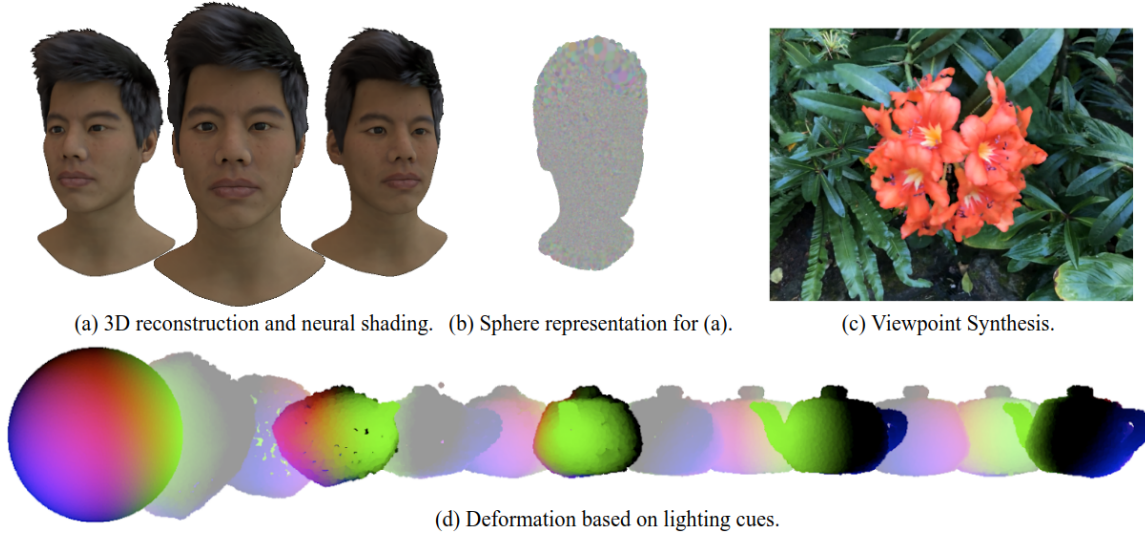 (a) 3D reconstruction and neural shading.
(b) Sphere representation for (a).
(c) Viewpoint Synthesis.
(d) Deformation based on lighting cues.